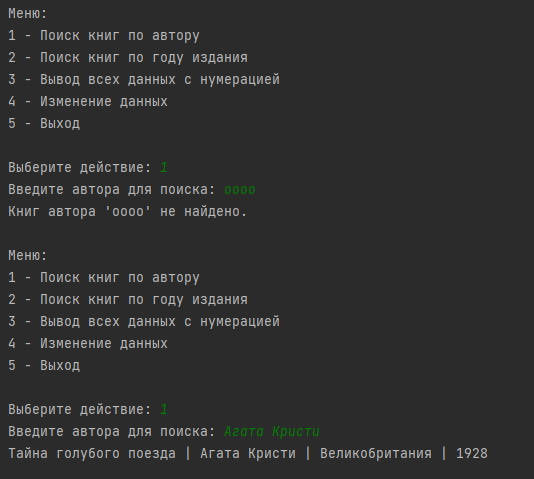 Меню:
1 - Поиск книг по автору
2 - Поиск книг по году издания
3 - Вывод всех данных с нумерацией
4 - Изменение данных
5 - Выход
Выберите действие: 1
Введите автора для поиска: оооо
Книг автора 'оооо' не найдено.
Меню:
1 - Поиск книг по автору
2 - Поиск книг по году издания
3 - Вывод всех данных с нумерацией
4 - Изменение данных
5 - Выход
Выберите действие: 1
Введите автора для поиска: Агата Кристи
Тайна голубого поезда | Агата Кристи | Великобритания | 1928